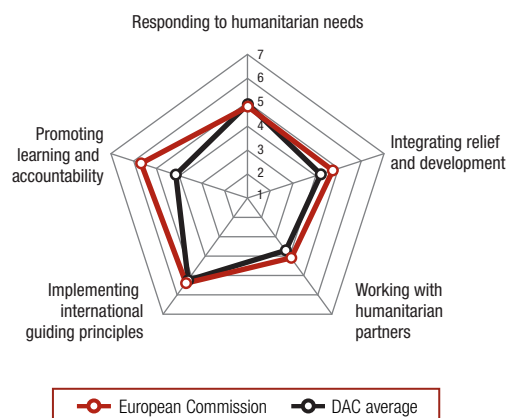 Responding to humanitarian needs
7
6
5
4
3
2
1
Promoting
learning and
accountability
Integrating relief
and development
Implementing
international
guiding principles
Working with
humanitarian
partners
European Commission
DAC average